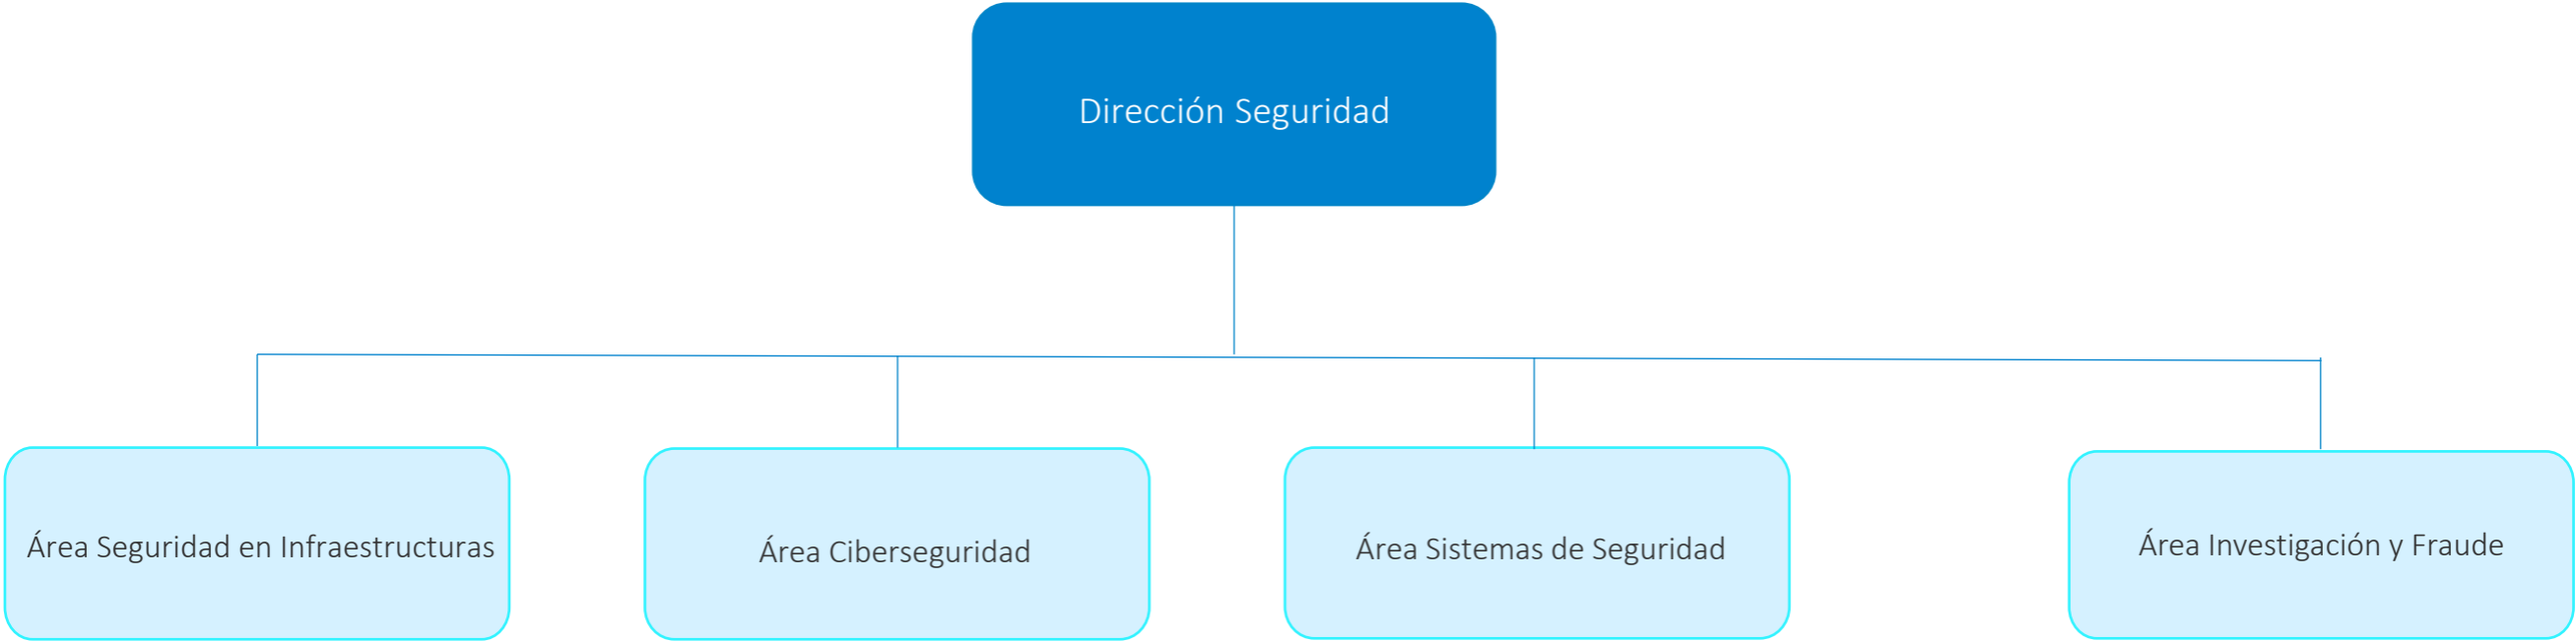 Dirección Seguridad
Área Seguridad en Infraestructuras
Área Ciberseguridad
Área Sistemas de Seguridad
Área Investigación y Fraude